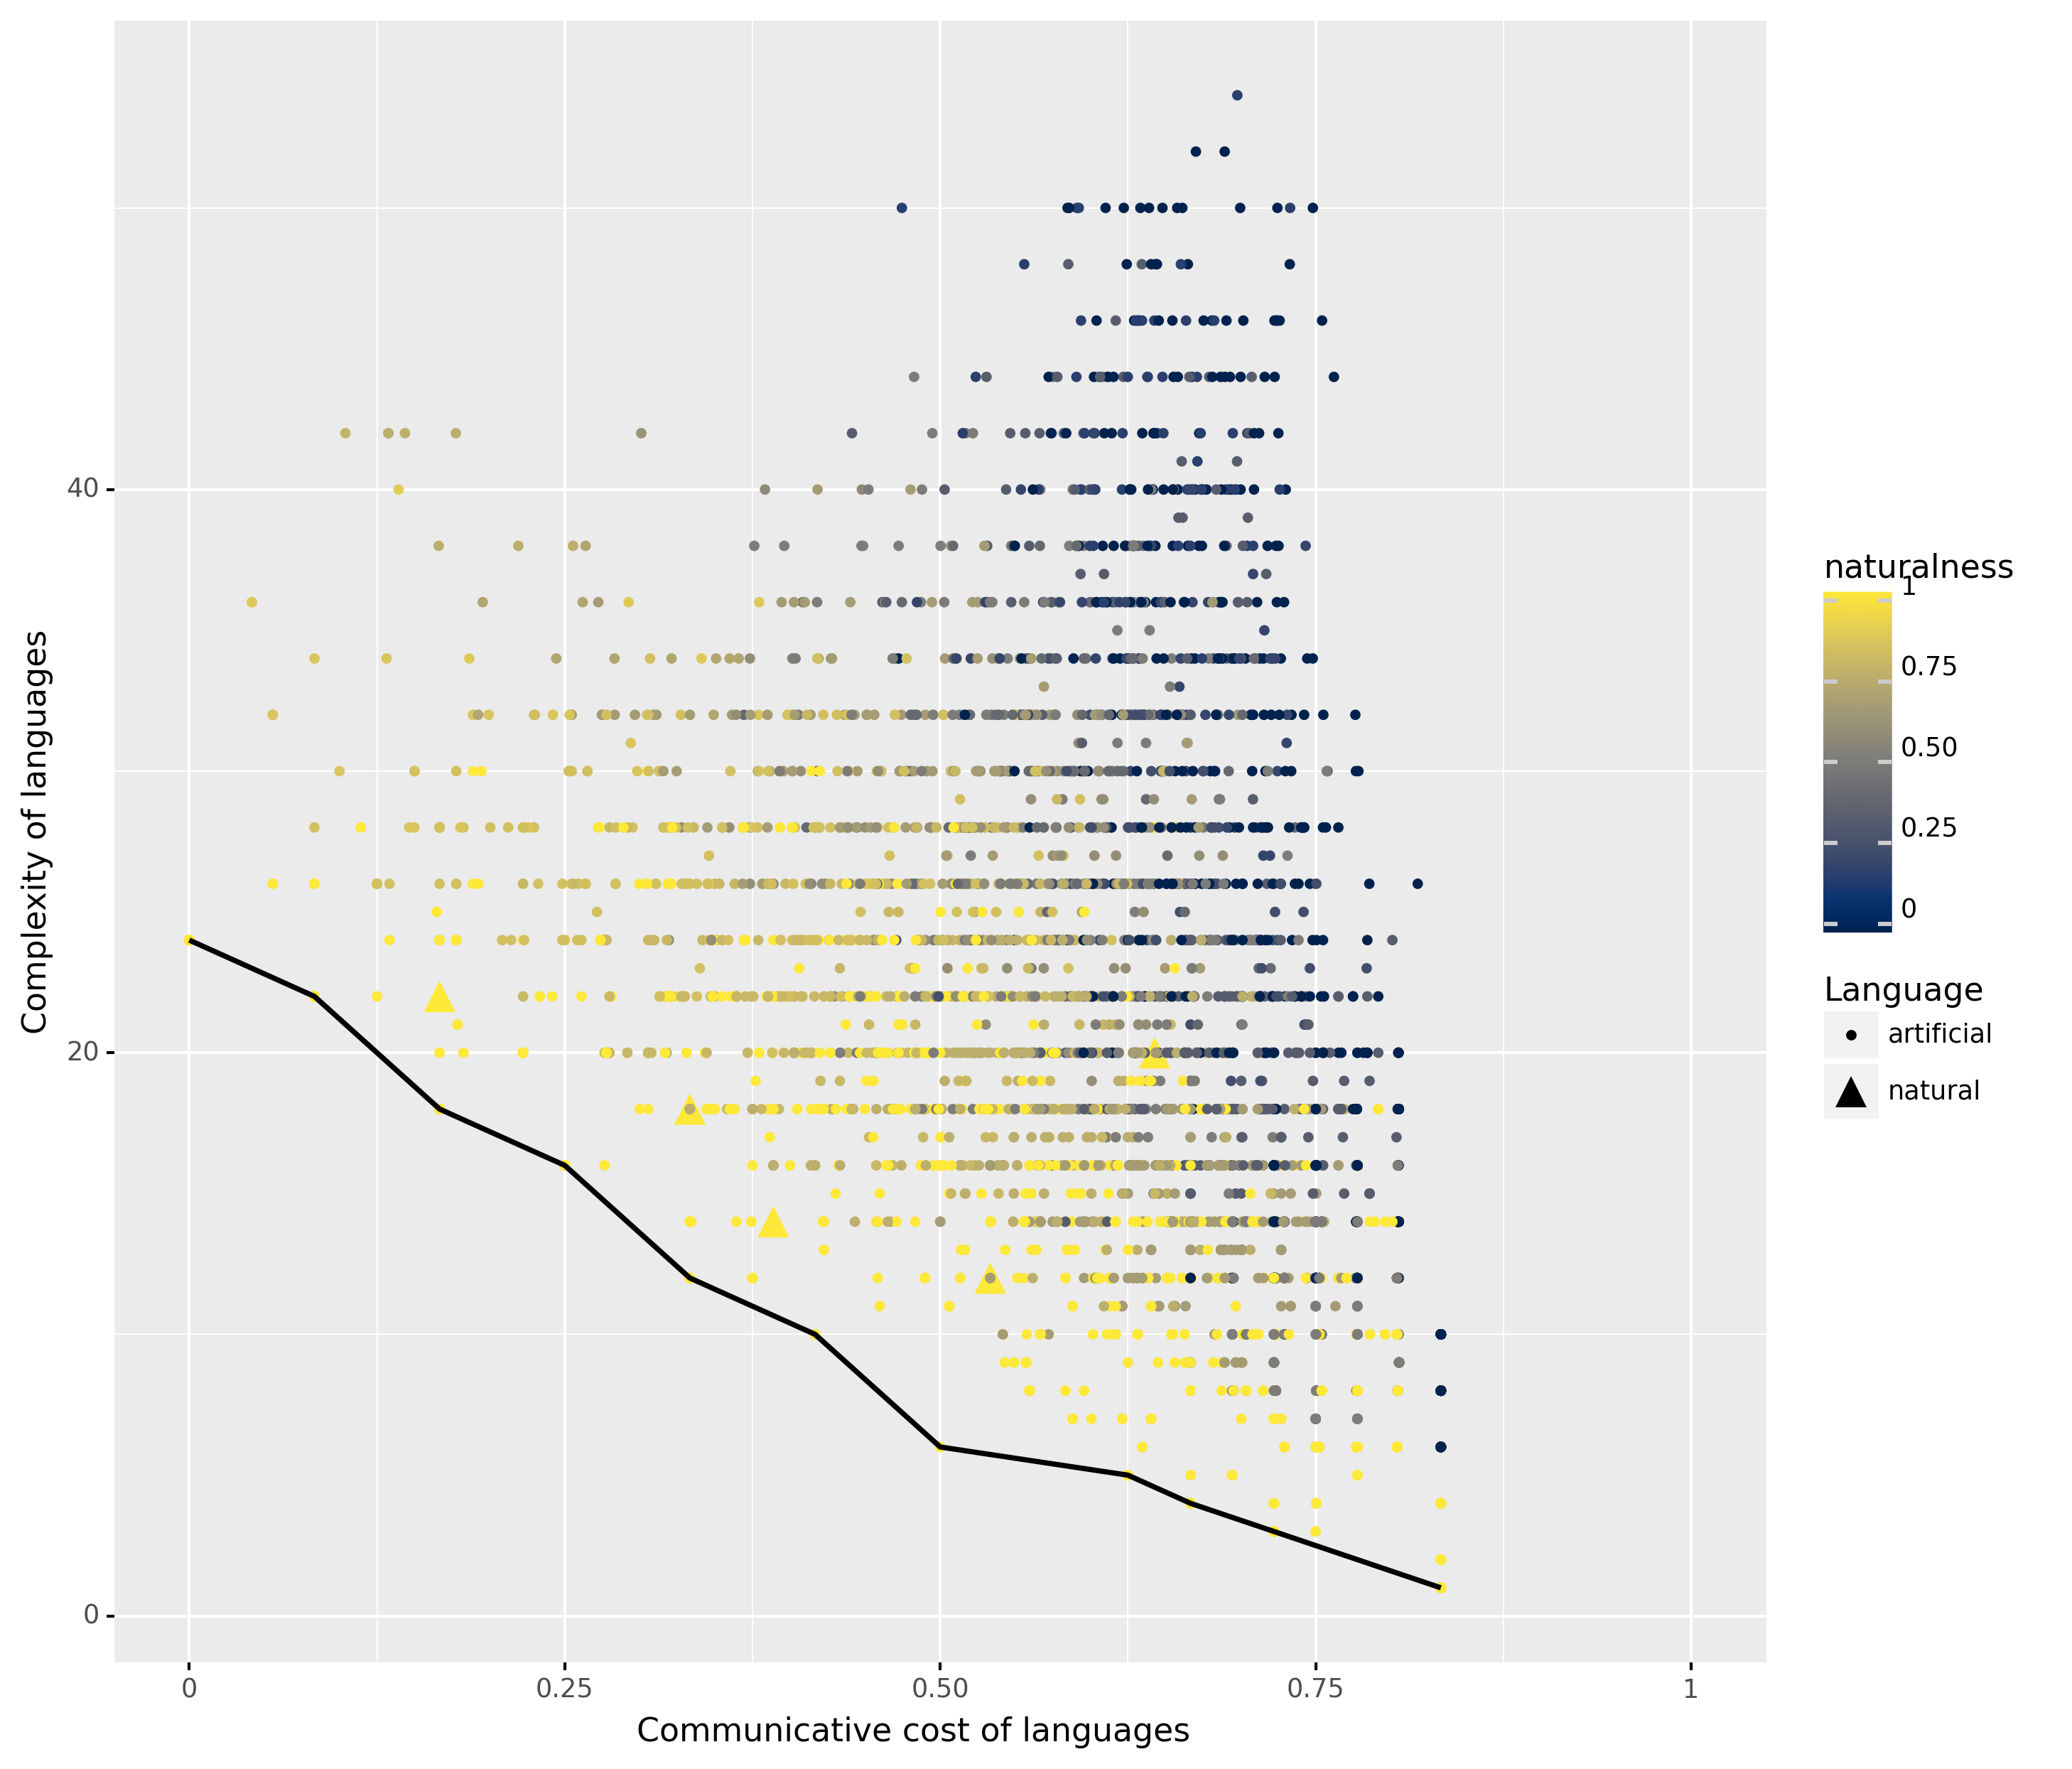 Complexity of languages
40
20
0
0
0.25
0.50
0.75
1
Communicative cost of languages
naturalness
1
0.75
0.50
0.25
0
Language
artificial
natural